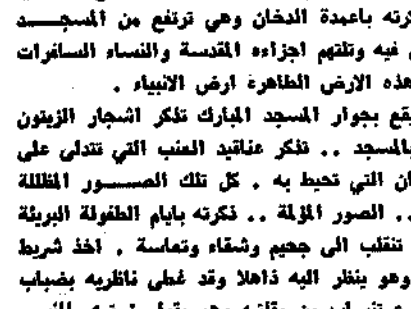 كرته باعمدة الدخان وهي ترتفع من المسجد
فيه وتلتهم اجزاءه المقدسة والنساء السافرات
هذه الارض الطاهرة ارض الانبياء .
يقع بجوار المسجد المبارك تذكر اشجار الزيتون
بالمسجد .. تذكر عناقيد العنب التي تتدلى على
ان التي تحيط به . كل تلك الصور المظللة
.. الصور المؤلمة .. ذكرته بايام الطفولة البريئة
تنقلب الى جحيم وشقاء وتعاسة . اخذ شريط
وهو ينظر اليه ذاهلا وقد غطى ناظريه بضباب